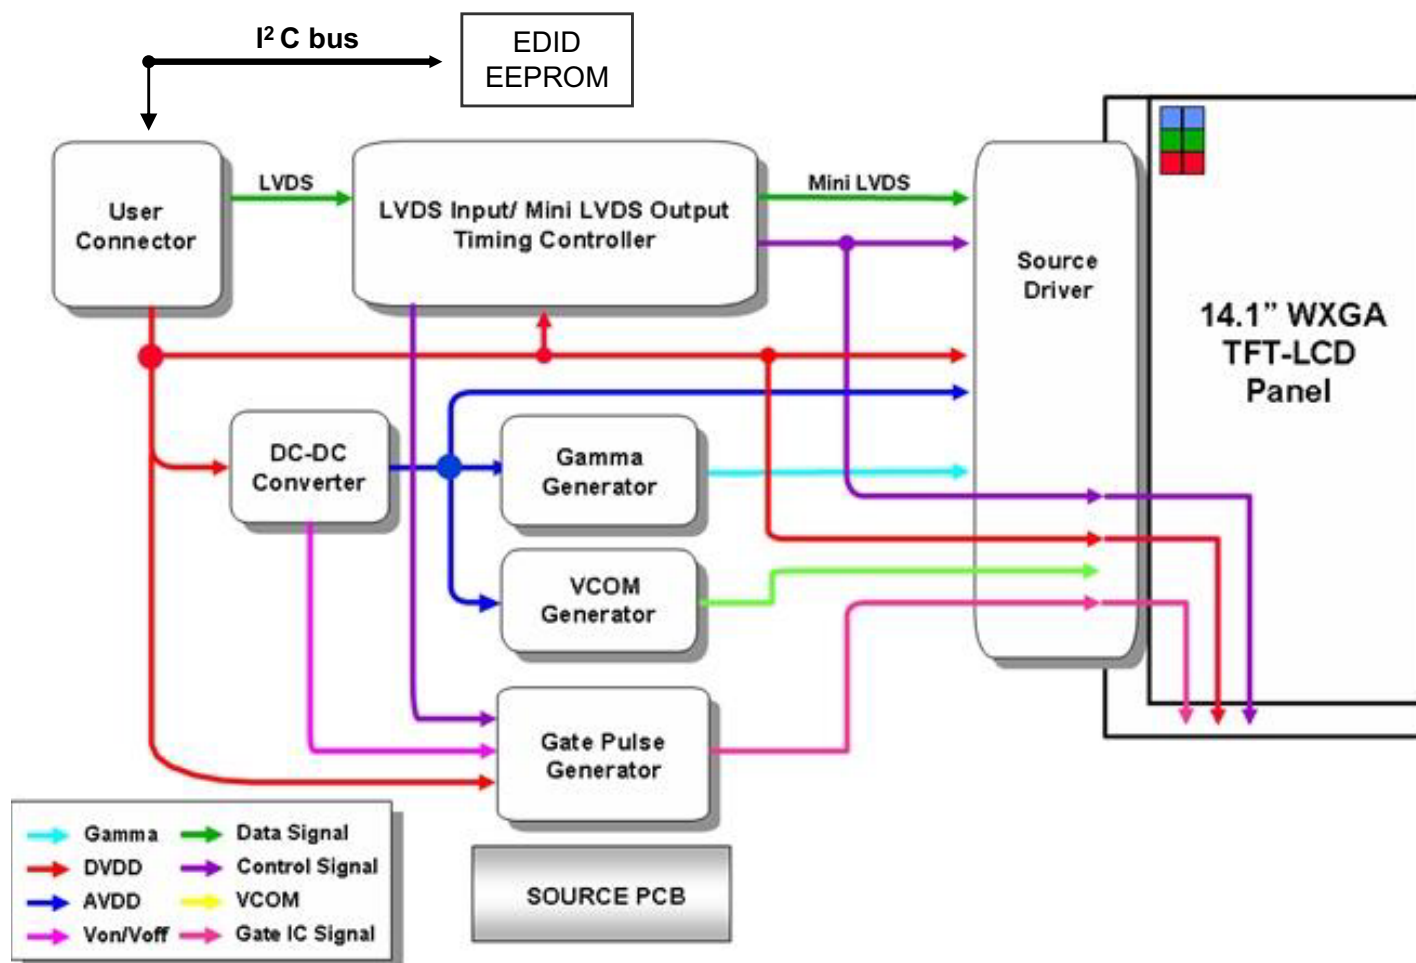 I² C bus
EDID
EEPROM
User
Connector
LVDS
LVDS Input/ Mini LVDS Output
Timing Controller
Mini LVDS
Source
Driver
14.1” WXGA
TFT-LCD
Panel
DC-DC
Converter
Gamma
Generator
VCOM
Generator
Gate Pulse
Generator
Gamma
Data Signal
DVDD
Control Signal
AVDD
VCOM
Von/Voff
Gate IC Signal
SOURCE PCB